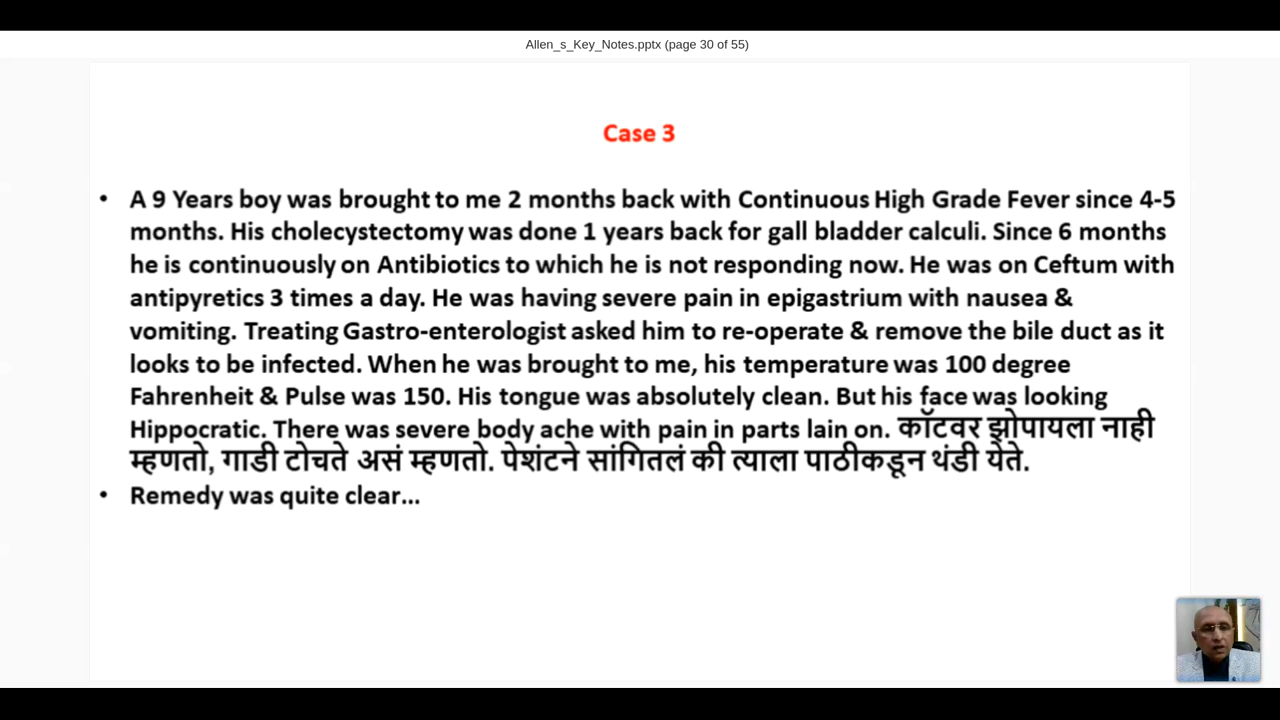 Allen_s_Key_Notes.pptx (page 30 of 55)
Case 3
• A 9 Years boy was brought to me 2 months back with Continuous High Grade Fever since 4-5
months. His cholecystectomy was done 1 years back for gall bladder calculi. Since 6 months
he is continuously on Antibiotics to which he is not responding now. He was on Ceftum with
antipyretics 3 times a day. He was having severe pain in epigastrium with nausea &
vomiting. Treating Gastro-enterologist asked him to re-operate & remove the bile duct as it
looks to be infected. When he was brought to me, his temperature was 100 degree
Fahrenheit & Pulse was 150. His tongue was absolutely clean. But his face was looking
Hippocratic. There was severe body ache with pain in parts lain on. कॉटवर झोपायला नाही
म्हणतो, गाडी टोचते असं म्हणतो. पेशंटने सांगितलं की त्याला पाठीकडून थंडी येते.
• Remedy was quite clear...